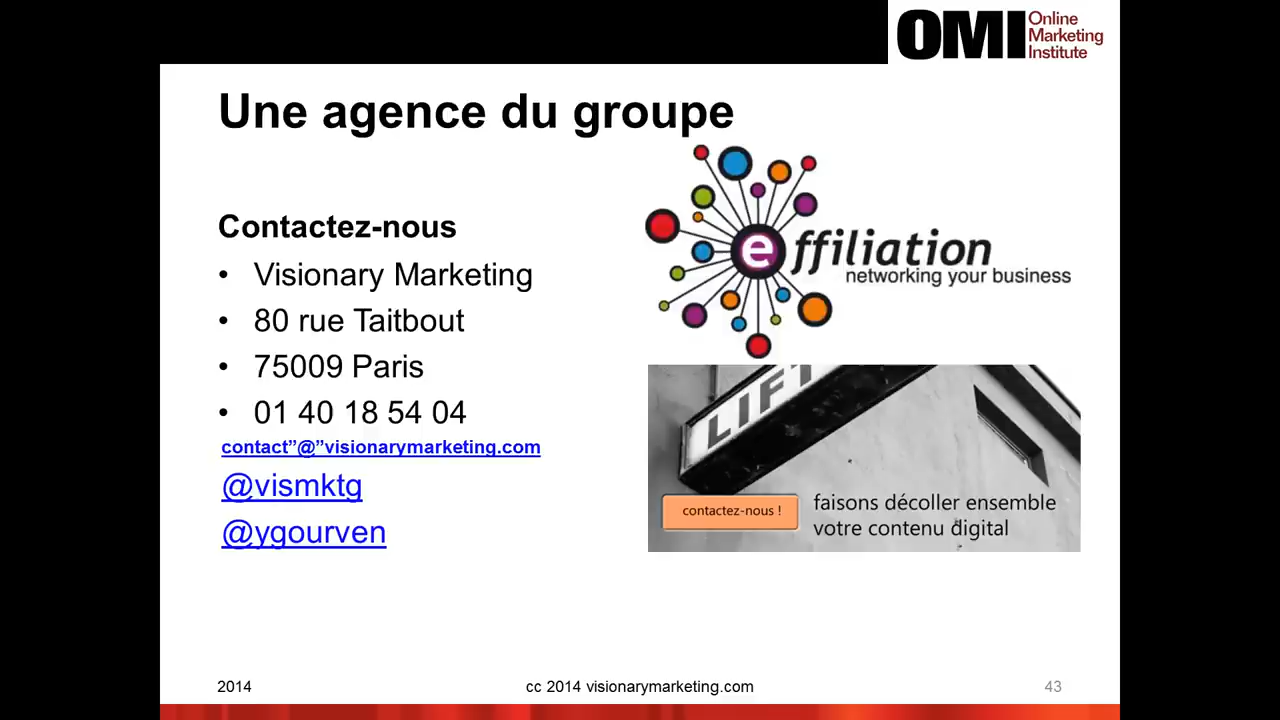 OMI Online
Marketing
Institute
Une agence du groupe
effiliation
networking your business
Contactez-nous
• Visionary Marketing
• 80 rue Taitbout
• 75009 Paris
• 01 40 18 54 04
contact”@”visionarymarketing.com
@vismktg
@ygourven
LIFT
contactez-nous !
faisons décoller ensemble
votre contenu digital
2014
cc 2014 visionarymarketing.com
43